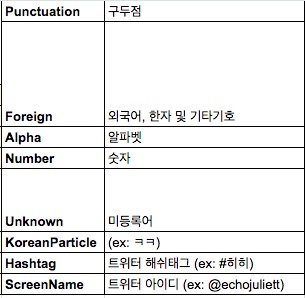 Punctuation 구두점
Foreign 외국어, 한자 및 기타기호
Alpha 알파벳
Number 숫자
Unknown 미등록어
KoreanParticle (ex: ㅋㅋ)
Hashtag 트위터 해쉬태그 (ex: #히히)
ScreenName 트위터 아이디 (ex: @echojuliett)